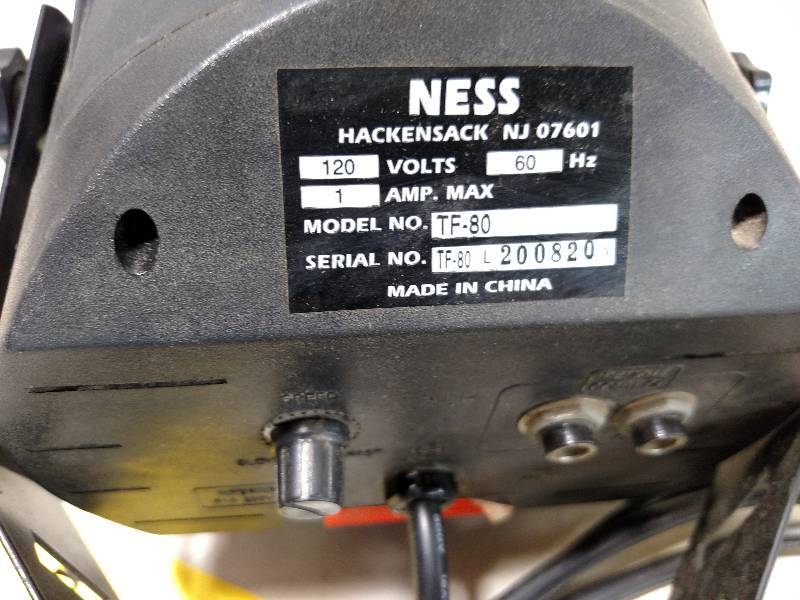 NESS
HACKENSACK NJ 07601
120 VOLTS 60 Hz
1 AMP. MAX
MODEL NO. TF-80
SERIAL NO. TF-80 L 200820
MADE IN CHINA
SPEED